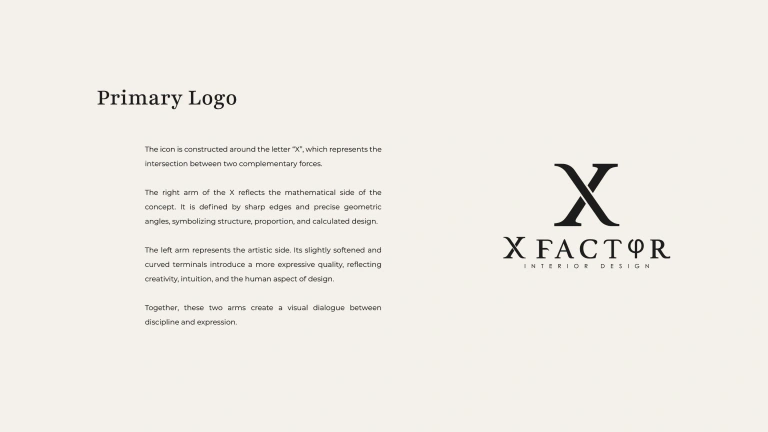 Primary Logo
The icon is constructed around the letter "X", which represents the
intersection between two complementary forces.
The right arm of the X reflects the mathematical side of the
concept. It is defined by sharp edges and precise geometric
angles, symbolizing structure, proportion, and calculated design.
The left arm represents the artistic side. Its slightly softened and
curved terminals introduce a more expressive quality, reflecting
creativity, intuition, and the human aspect of design.
Together, these two arms create a visual dialogue between
discipline and expression.
X
X FACTφR
INTERIOR DESIGN